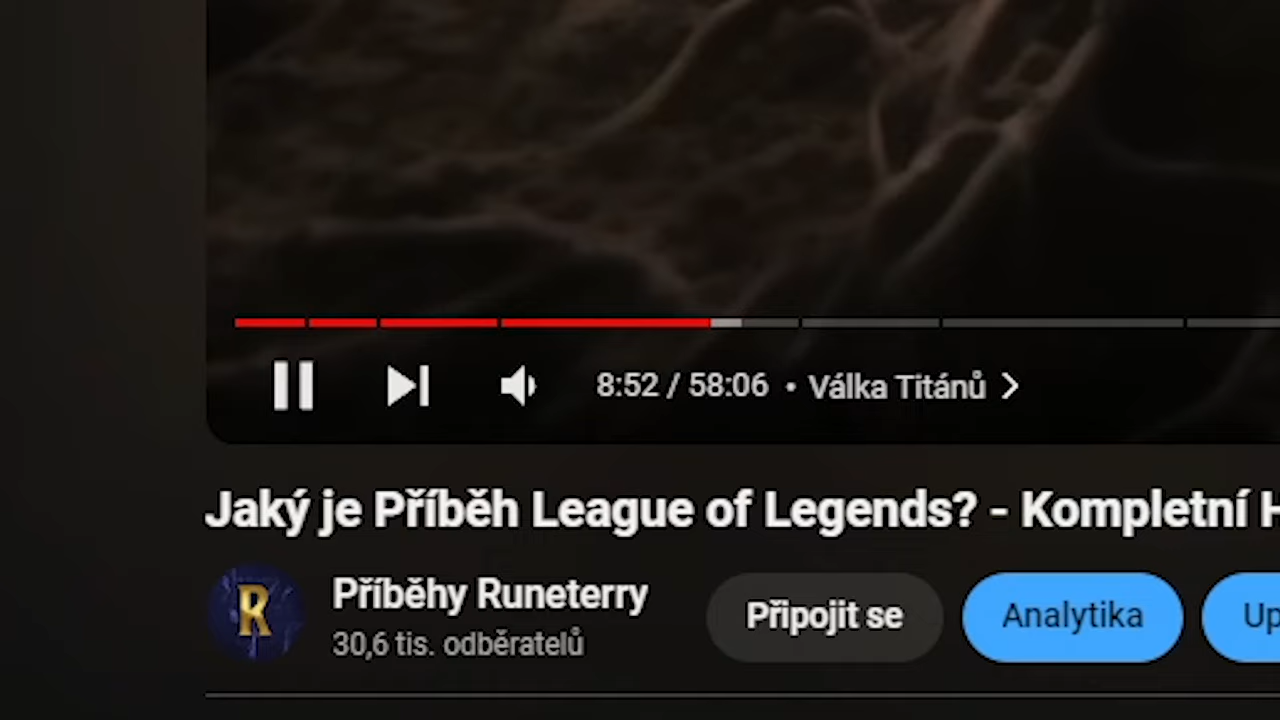 8:52 / 58:06 • Válka Titánů
Jaký je Příběh League of Legends? - Kompletní H
R
Příběhy Runeterry
30,6 tis. odběratelů
Připojit se
Analytika
Up